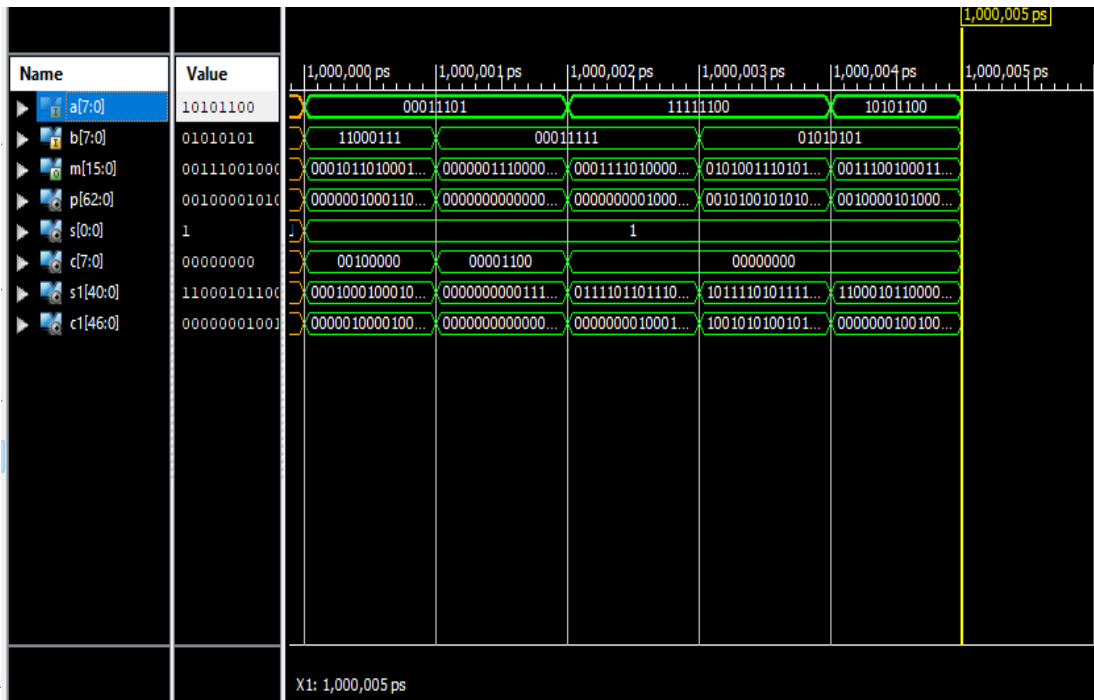 1,000,005 ps
Name Value 1,000,000 ps 1,000,001 ps 1,000,002 ps 1,000,003 ps 1,000,004 ps 1,000,005 ps
a[7:0] 10101100 00011101 11111100 10101100
b[7:0] 01010101 11000111 00011111 01010101
m[15:0] 0011100100 0001011010001... 0000001110000... 0001111010000... 0101001110101... 0011100100011...
p[62:0] 0010000101 0000001000110... 0000000000000... 0000000001000... 0010100101010... 0010000101000...
s[0:0] 1 1
c[7:0] 00000000 00100000 00001100 00000000
s1[40:0] 1100010110 0001000100010... 0000000000111... 0111101101110... 1011110101111... 1100010110000...
c1[46:0] 0000000100 0000010000100... 0000000000000... 0000000010001... 1001010100101... 0000000100100...
X1: 1,000,005 ps